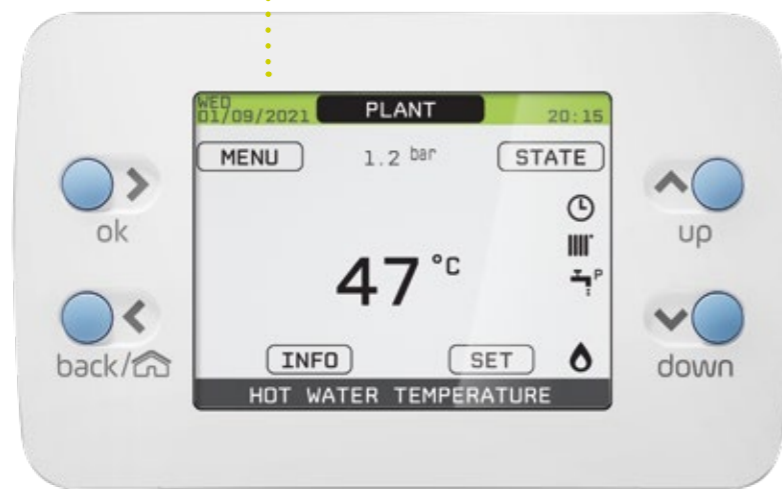 WED
01/09/2021 PLANT 20:15
MENU 1.2 bar STATE
ok
up
47 °C
P
back/
INFO SET
down
HOT WATER TEMPERATURE